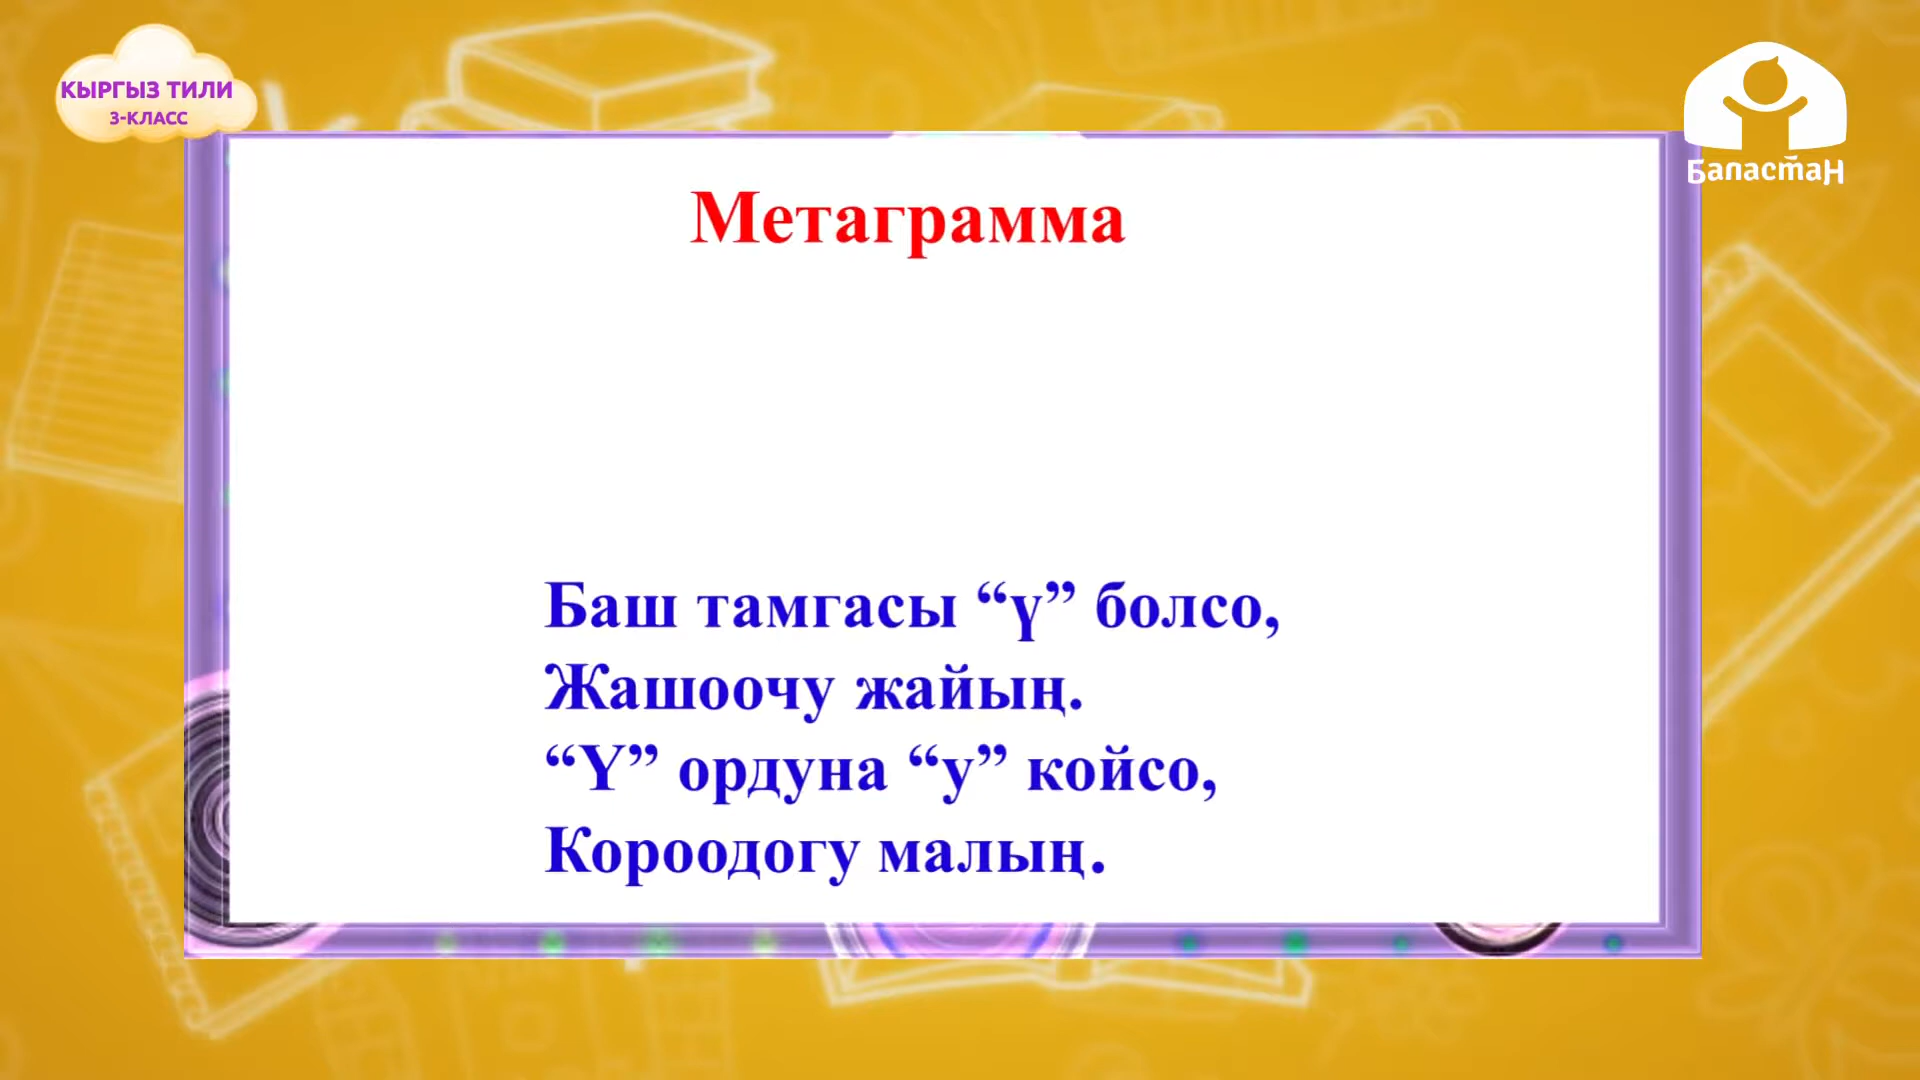 КЫРГЫЗ ТИЛИ
3-КЛАСС
Баластан
Метаграмма
Баш тамгасы “ү” болсо,
Жашоочу жайың.
“Ү” ордуна “у” койсо,
Короодогу малың.